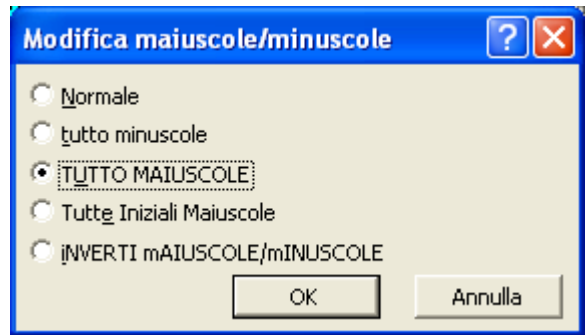 Modifica maiuscole/minuscole
Normale
tutto minuscole
TUTTO MAIUSCOLE
Tutte Iniziali Maiuscole
iNVERTI mAIUSCOLE/mINUSCOLE
OK Annulla